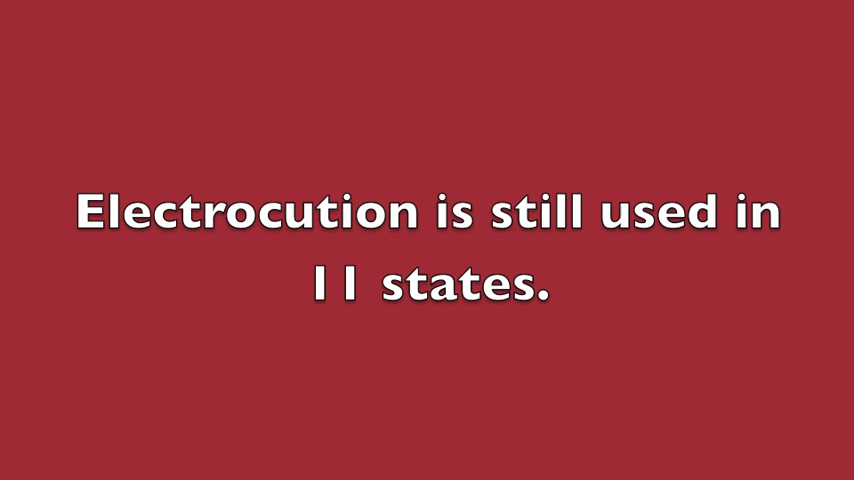 Electrocution is still used in
11 states.